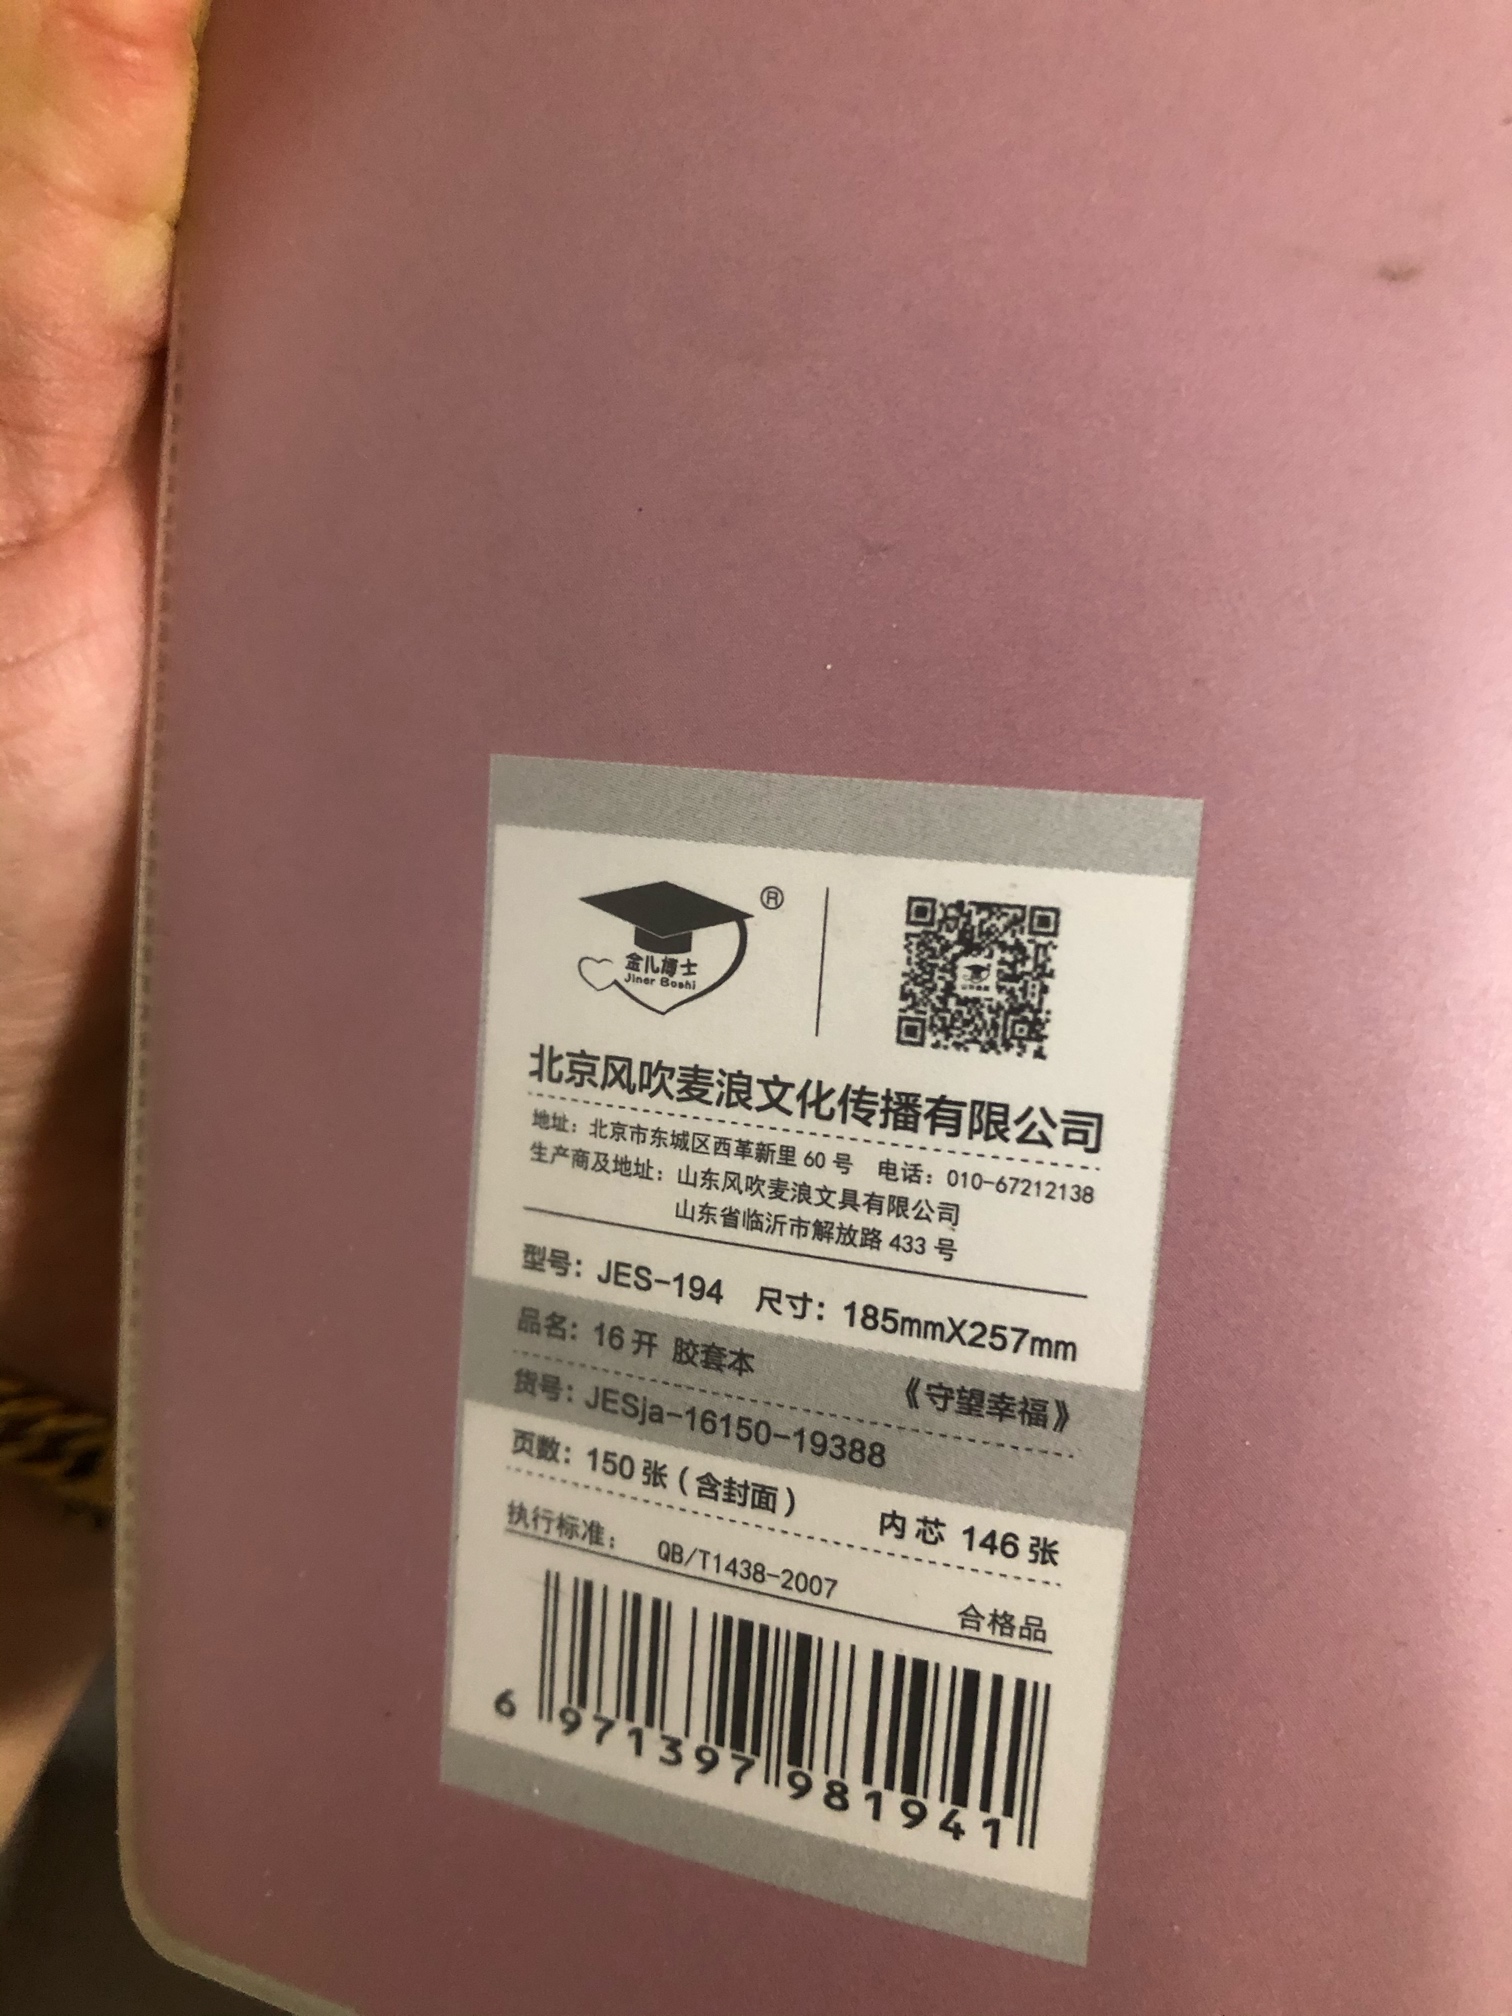 ®
金儿博士
Jiner Boshi
北京风吹麦浪文化传播有限公司
地址：北京市东城区西革新里 60 号 电话：010-67212138
生产商及地址：山东风吹麦浪文具有限公司
山东省临沂市解放路 433 号
型号：JES-194 尺寸：185mmX257mm
品名：16 开 胶套本 《守望幸福》
货号：JESja-16150-19388
页数：150 张（含封面） 内 芯 146 张
执行标准： QB/T1438-2007 合格品
6 971397 981941